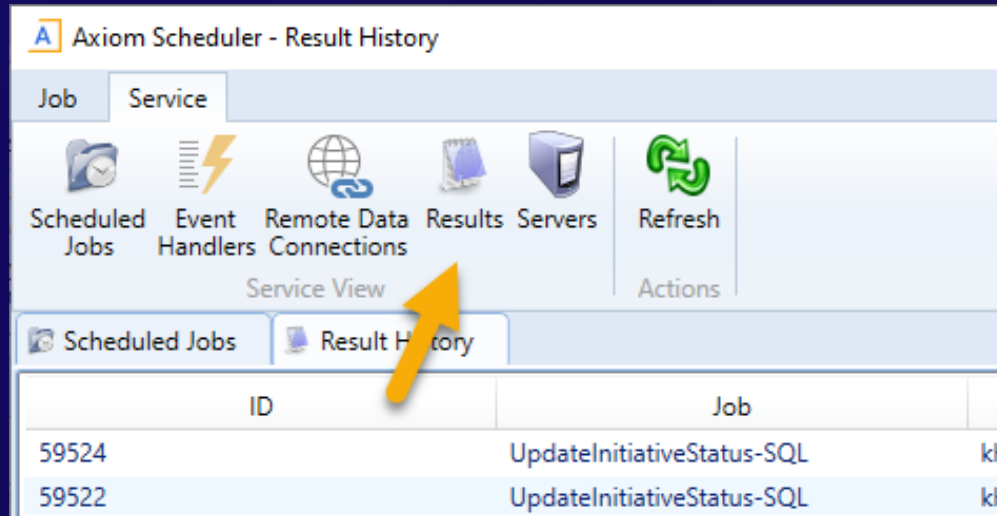 A Axiom Scheduler - Result History
Job Service
Scheduled Jobs
Event Handlers
Remote Data Connections
Results
Servers
Refresh
Service View
Actions
Scheduled Jobs
Result History
ID Job
59524 UpdateInitiativeStatus-SQL
59522 UpdateInitiativeStatus-SQL